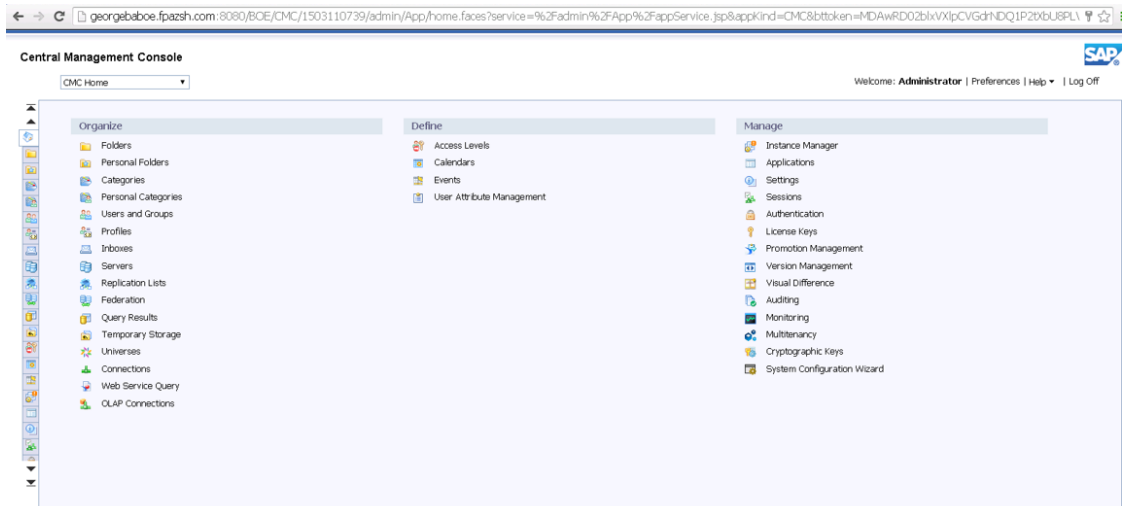 georgebaboe.fpazsh.com:8080/BOE/CMC/1503110739/admin/App/home.faces?service=%2Fadmin%2FApp%2FappService.jsp&appKind=CMC&bttoken=
Central Management Console
SAP
CMC Home
Welcome: Administrator | Preferences | Help | Log Off
Organize
Folders
Personal Folders
Categories
Personal Categories
Users and Groups
Profiles
Inboxes
Servers
Replication Lists
Federation
Query Results
Temporary Storage
Universes
Connections
Web Service Query
OLAP Connections
Define
Access Levels
Calendars
Events
User Attribute Management
Manage
Instance Manager
Applications
Settings
Sessions
Authentication
License Keys
Promotion Management
Version Management
Visual Difference
Auditing
Monitoring
Multitenancy
Cryptographic Keys
System Configuration Wizard